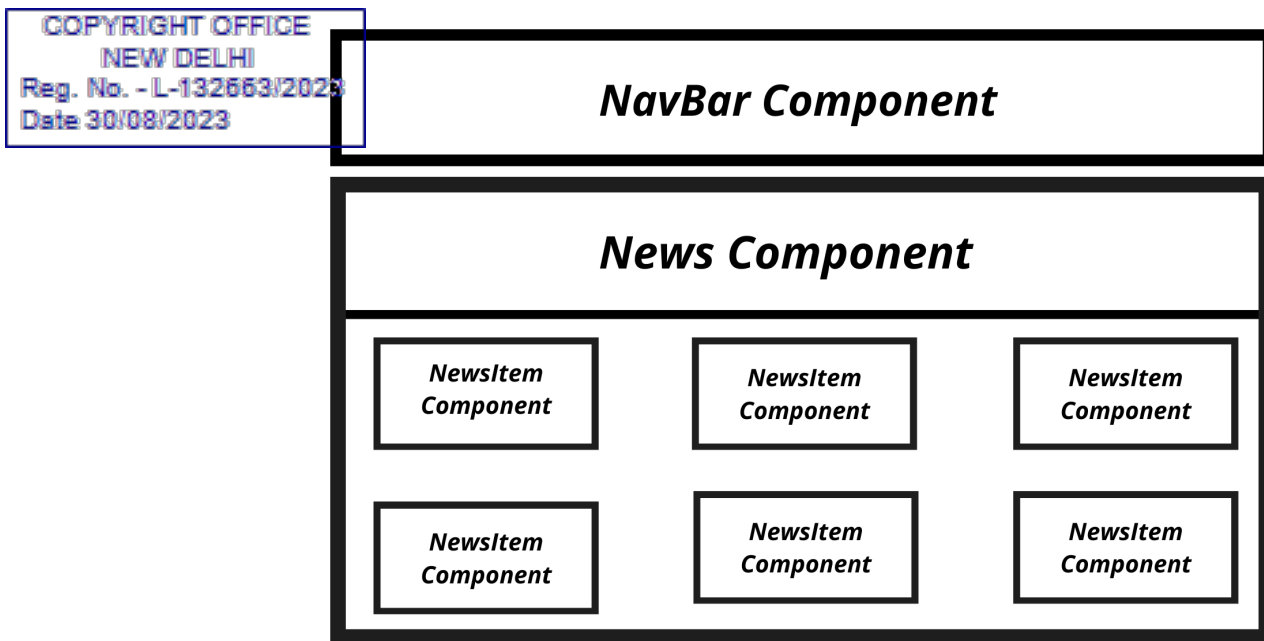 COPYRIGHT OFFICE
NEW DELHI
Reg. No. - L-132663/2023
Date 30/08/2023
NavBar Component
News Component
NewsItem
Component
NewsItem
Component
NewsItem
Component
NewsItem
Component
NewsItem
Component
NewsItem
Component